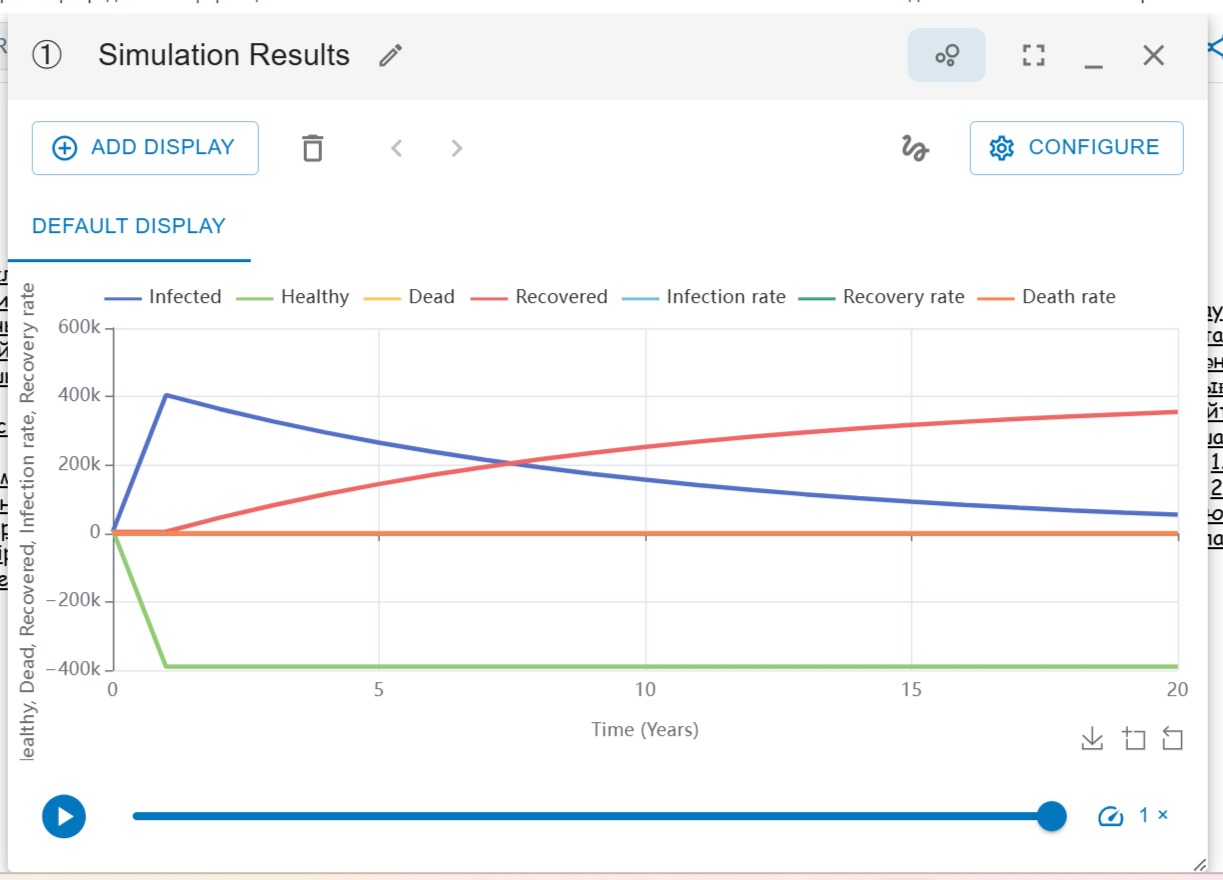 ① Simulation Results
ADD DISPLAY
CONFIGURE
DEFAULT DISPLAY
Infected Healthy Dead Recovered Infection rate Recovery rate Death rate
ealthy, Dead, Recovered, Infection rate, Recovery rate
600k
400k
200k
0
−200k
−400k
0 5 10 15 20
Time (Years)
1 ×